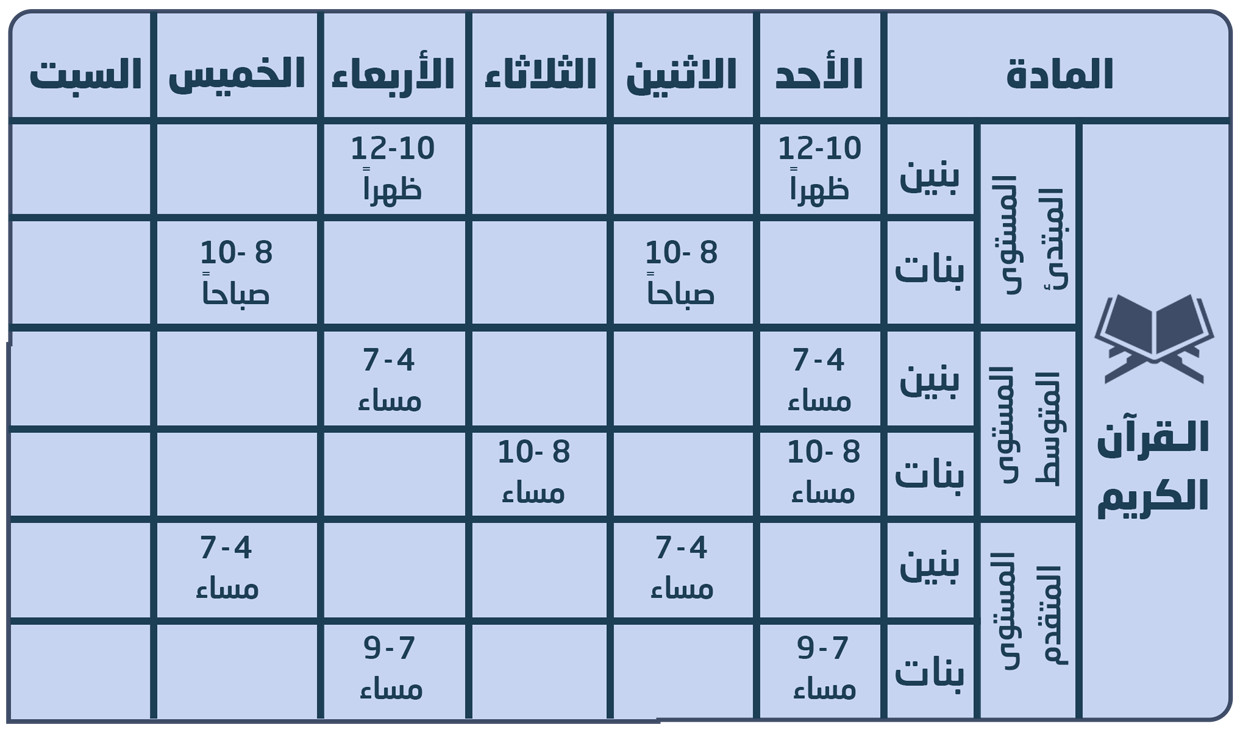 المادة الأحد الاثنين الثلاثاء الأربعاء الخميس السبت
القرآن
الكريم
المستوى
المبتدئ
بنين
12-10
ظهراً
12-10
ظهراً
بنات
10- 8
صباحاً
10- 8
صباحاً
المستوى
المتوسط
بنين
7-4
مساء
7-4
مساء
بنات
10- 8
مساء
10- 8
مساء
المستوى
المتقدم
بنين
7-4
مساء
7-4
مساء
بنات
9-7
مساء
9-7
مساء